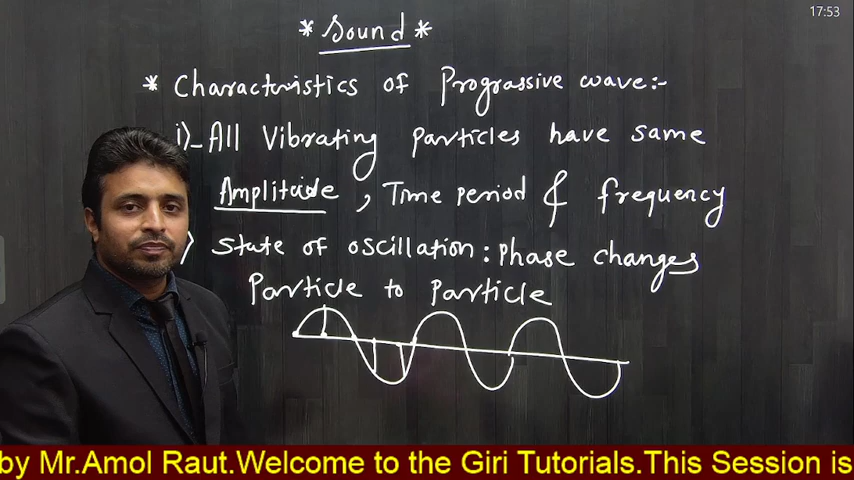 17:53
* Sound *
* Characteristics of Progressive wave:-
i)-All Vibrating particles have same
Amplitude, Time period & frequency
) State of oscillation: phase changes
Particle to particle
by Mr.Amol Raut.Welcome to the Giri Tutorials.This Session is